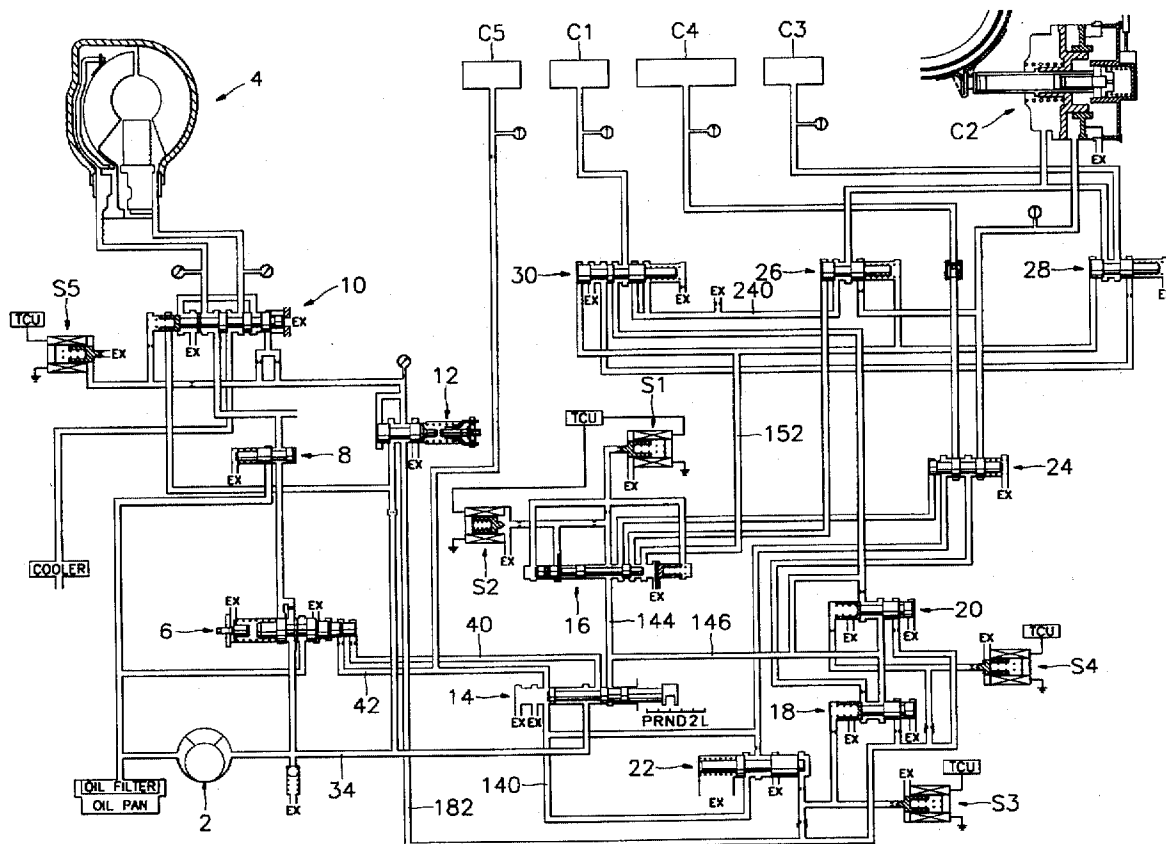 C5
C1
C4
C3
4
C2
EX
30
EX
26
28
EX
S5
10
EX
240
TCU
EX
EX
12
S1
TCU
152
8
EX
EX
24
EX
EX
S2
EX
EX
COOLER
16
144
146
20
EX
EX
EX
EX
6
40
42
EX
TCU
S4
14
EX EX
PRND2L
18
EX
EX
22
EX
EX
EX
TCU
S3
OIL FILTER
OIL PAN
2
EX
34
182
140